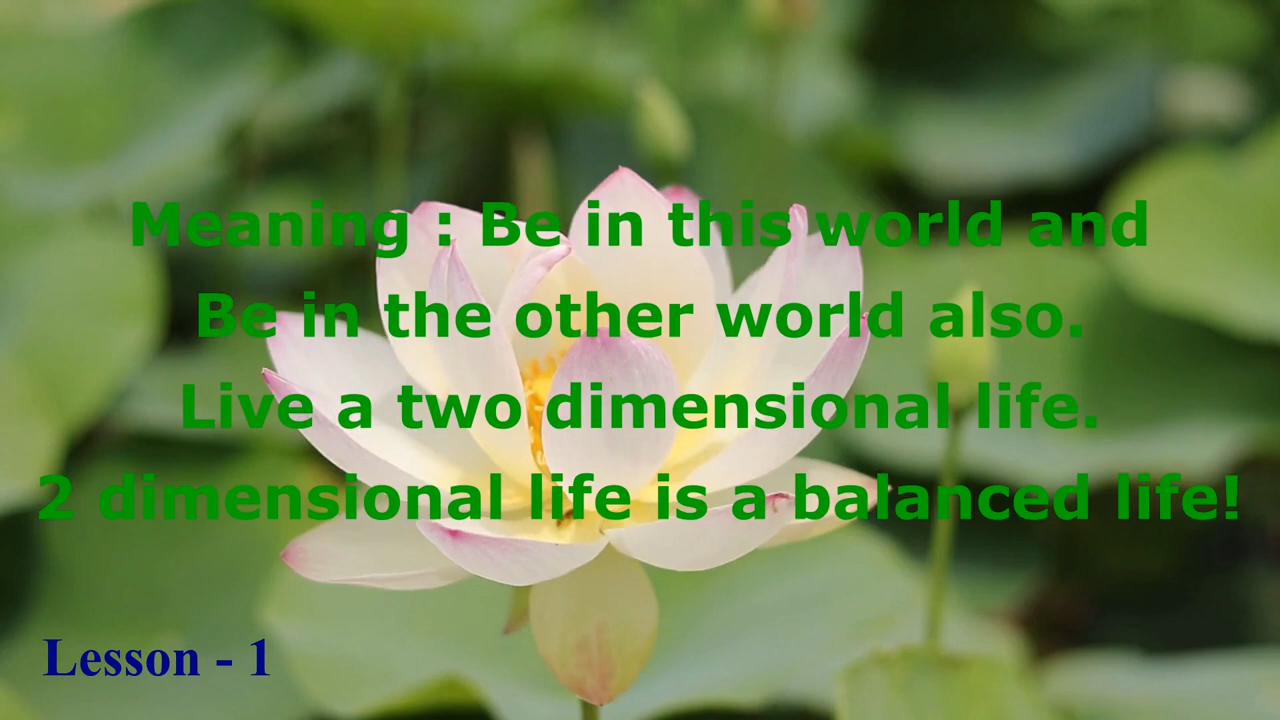 Meaning : Be in this world and
Be in the other world also.
Live a two dimensional life.
2 dimensional life is a balanced life!
Lesson - 1